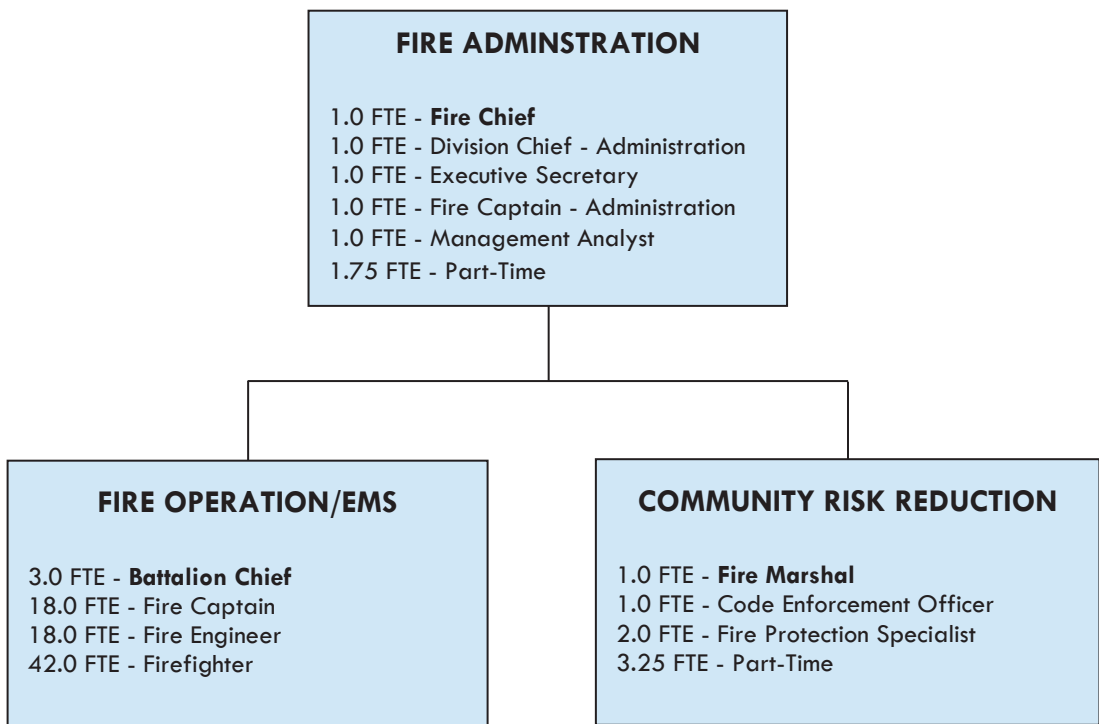 FIRE ADMINSTRATION
1.0 FTE - Fire Chief
1.0 FTE - Division Chief - Administration
1.0 FTE - Executive Secretary
1.0 FTE - Fire Captain - Administration
1.0 FTE - Management Analyst
1.75 FTE - Part-Time
FIRE OPERATION/EMS
3.0 FTE - Battalion Chief
18.0 FTE - Fire Captain
18.0 FTE - Fire Engineer
42.0 FTE - Firefighter
COMMUNITY RISK REDUCTION
1.0 FTE - Fire Marshal
1.0 FTE - Code Enforcement Officer
2.0 FTE - Fire Protection Specialist
3.25 FTE - Part-Time